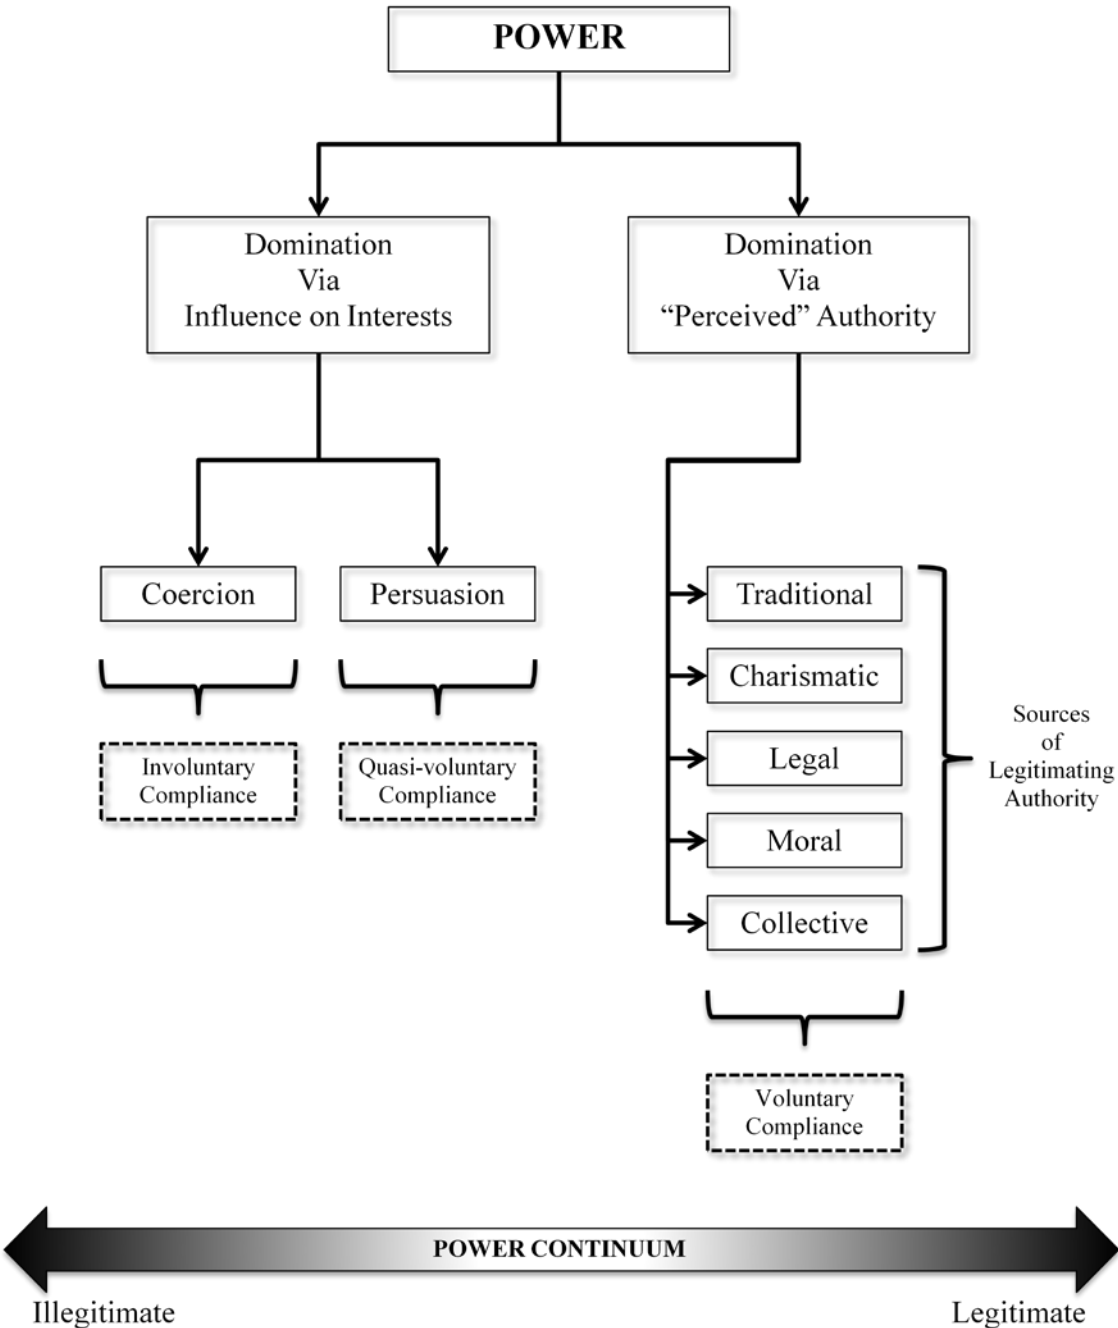 POWER
Domination
Via
Influence on Interests
Domination
Via
“Perceived” Authority
Coercion
Persuasion
Involuntary
Compliance
Quasi-voluntary
Compliance
Traditional
Charismatic
Legal
Moral
Collective
Sources
of
Legitimating
Authority
Voluntary
Compliance
POWER CONTINUUM
Illegitimate
Legitimate